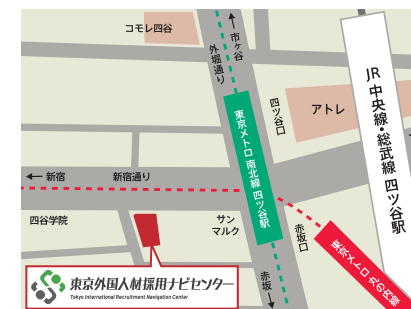 コモレ四谷
市ヶ谷
外堀通り
JR 中央線・総武線 四ツ谷駅
四ツ谷口
アトレ
東京メトロ 南北線 四ツ谷駅
新宿
新宿通り
四谷学院
サン
マルク
赤坂口
東京メトロ 丸の内線
赤坂
東京外国人材採用ナビセンター
Tokyo International Recruitment Navigation Center